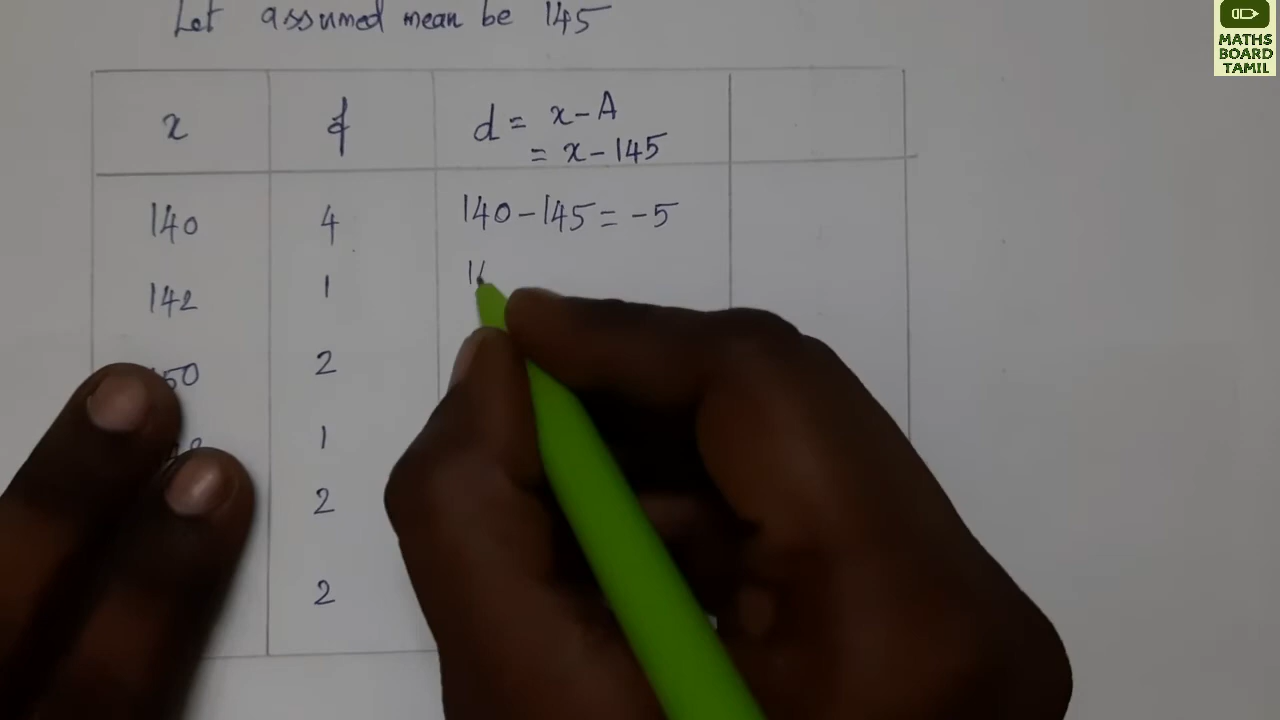 Let assumed mean be 145
MATHS
BOARD
TAMIL
x f d = x - A
= x - 145
140 4 140 - 145 = -5
142 1
50 2
1
2
2